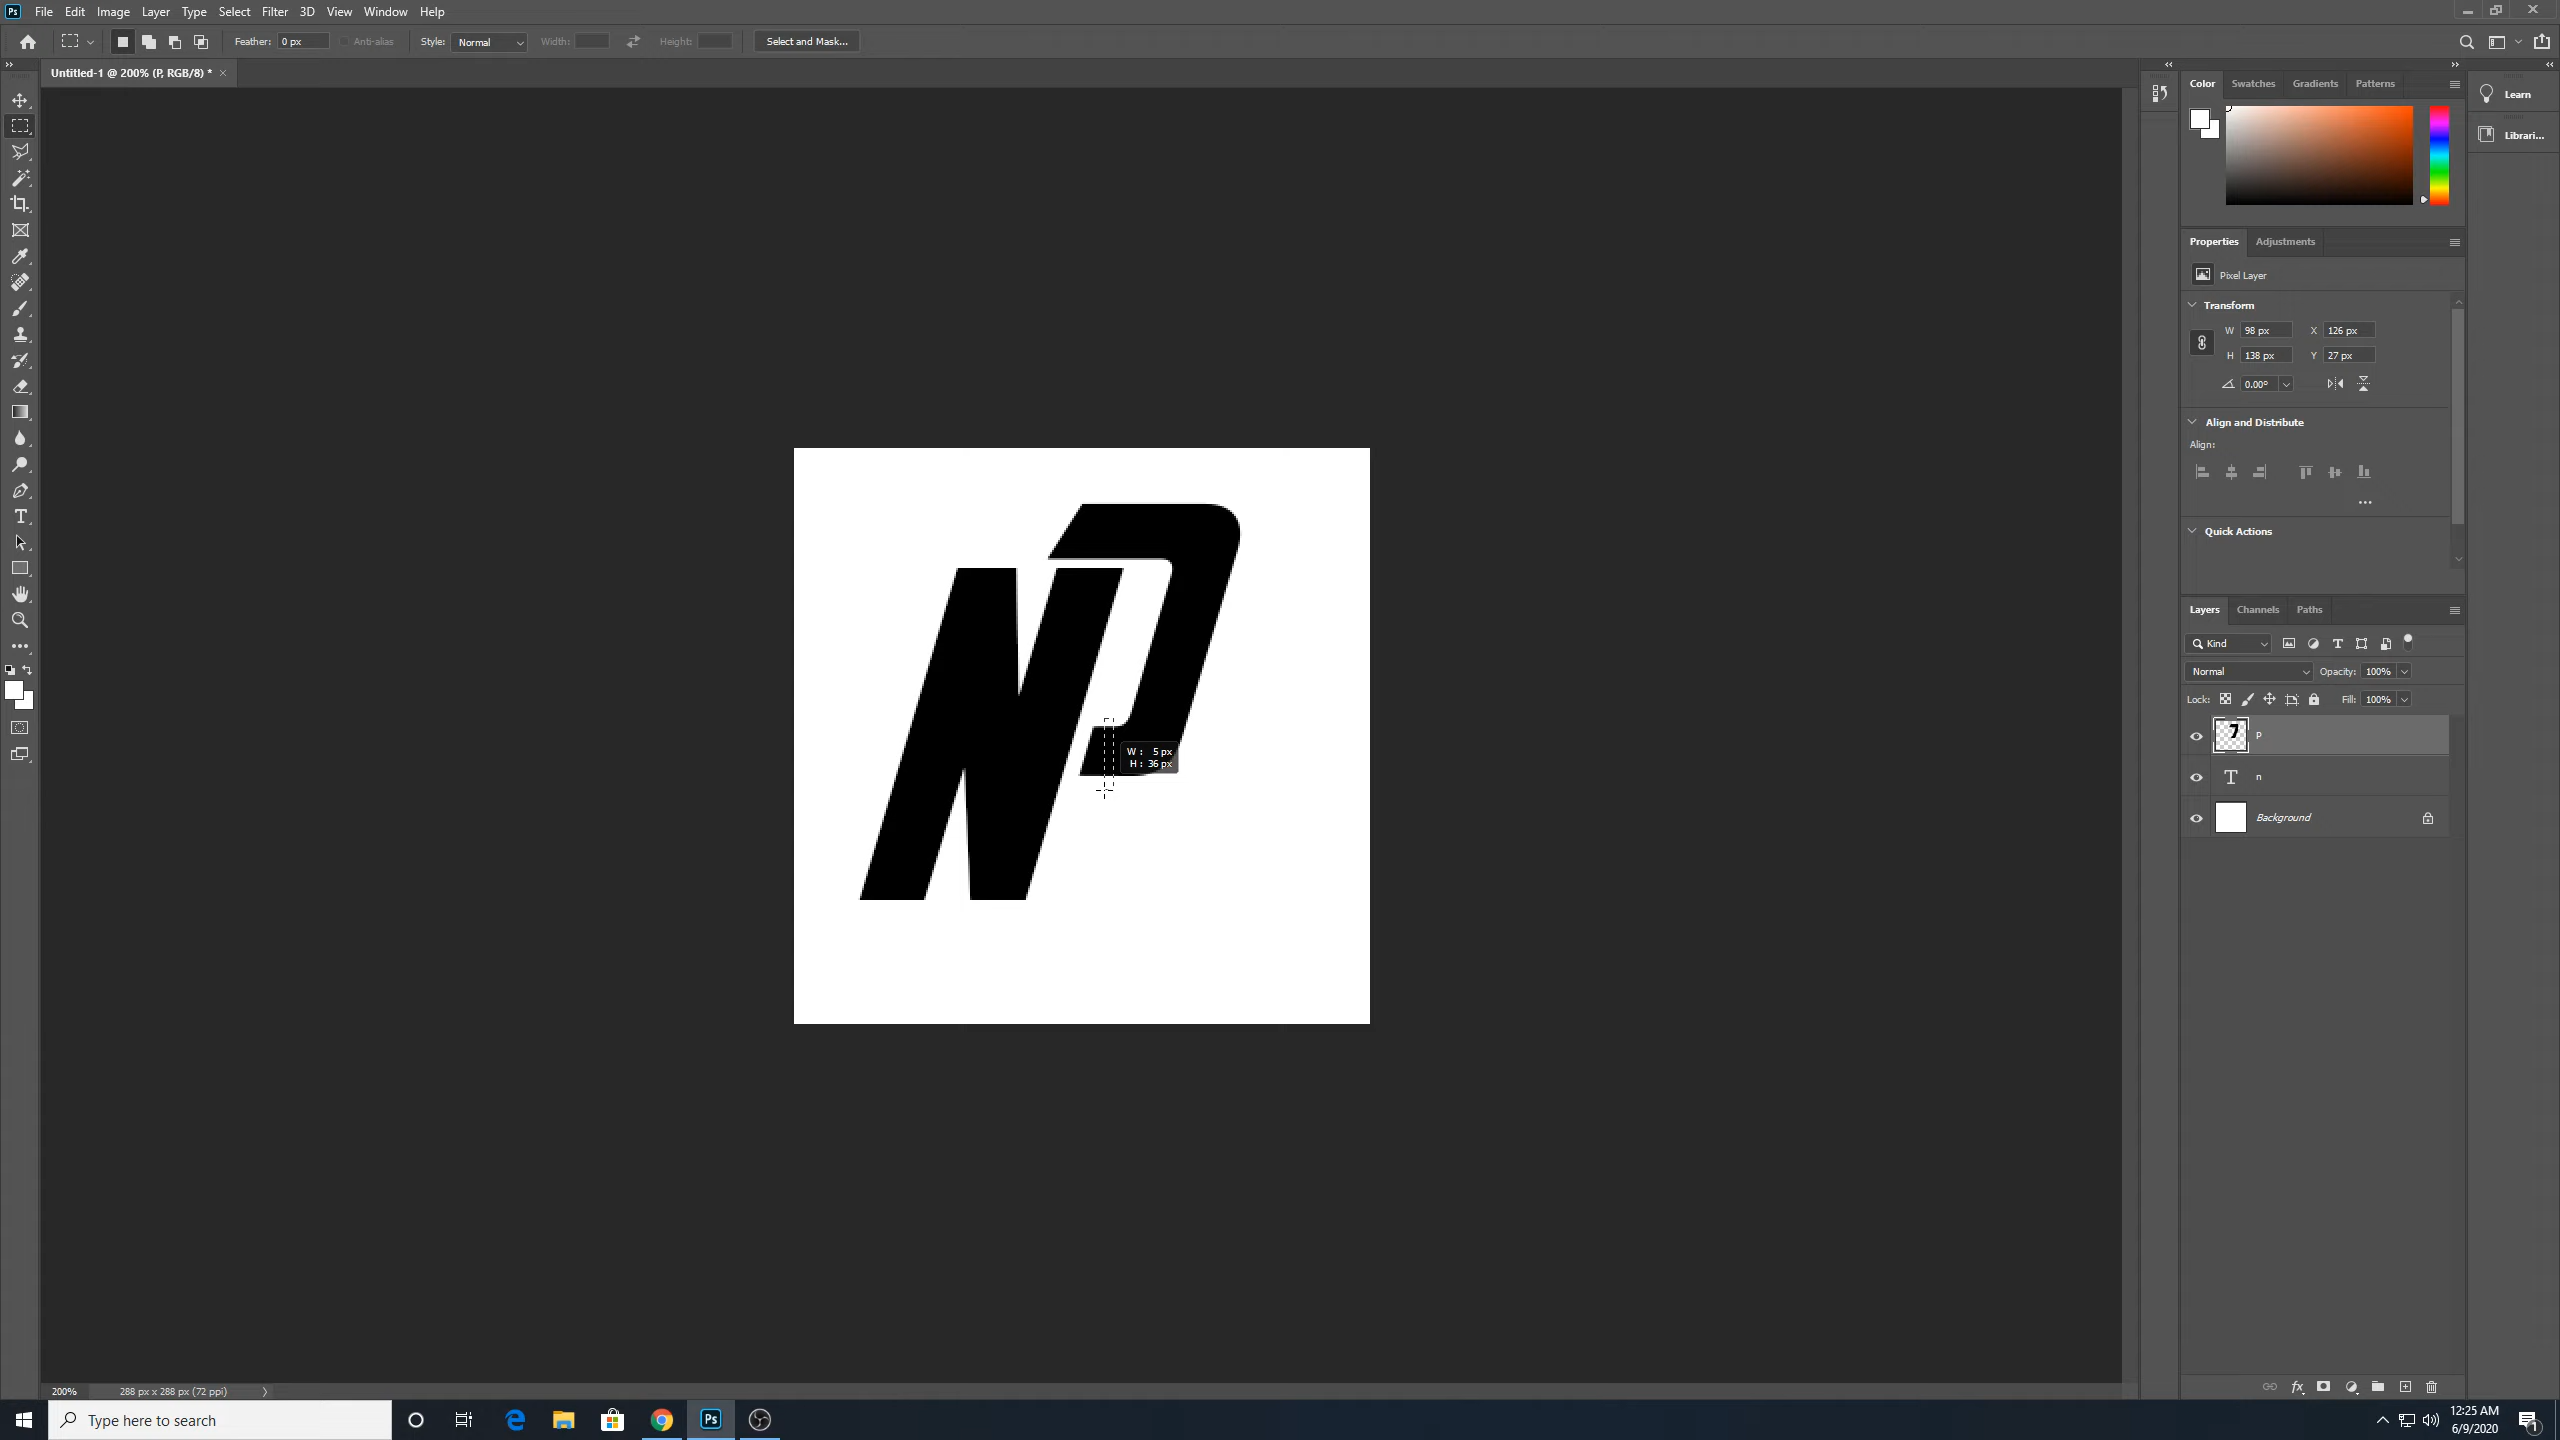 Ps File Edit Image Layer Type Select Filter 3D View Window Help
Feather: 0 px Anti-alias Style: Normal Width: Height: Select and Mask...
Untitled-1 @ 200% (P, RGB/8) * ×
Color Swatches Gradients Patterns
Learn
Librari...
Properties Adjustments
Pixel Layer
Transform
W 98 px X 126 px
H 138 px Y 27 px
0.00°
Align and Distribute
Align:
Quick Actions
NP
W : 5 px
H : 36 px
Layers Channels Paths
Kind
Normal Opacity: 100%
Lock: Fill: 100%
P
n
Background
200% 288 px x 288 px (72 ppi)
Type here to search
Ps
12:25 AM
6/9/2020
1